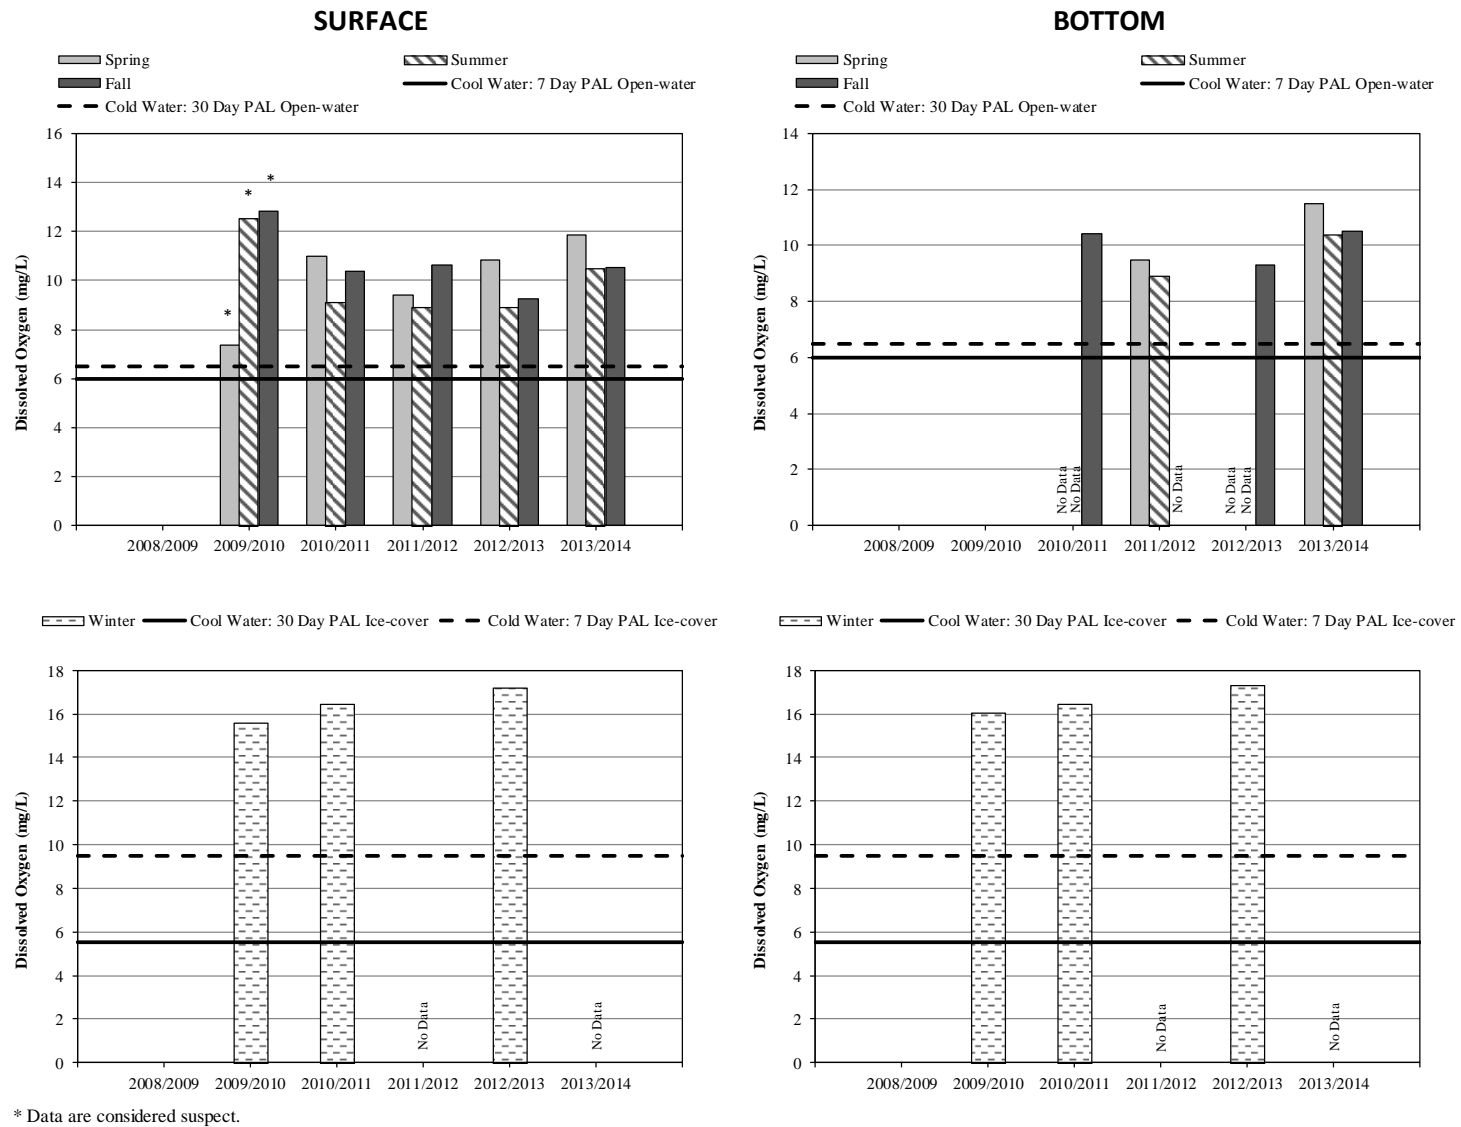 SURFACE
BOTTOM
Spring
Summer
Fall
Cool Water: 7 Day PAL Open-water
Cold Water: 30 Day PAL Open-water
Dissolved Oxygen (mg/L)
16
14
12
10
8
6
4
2
0
*
*
*
2008/2009 2009/2010 2010/2011 2011/2012 2012/2013 2013/2014
Spring
Summer
Fall
Cool Water: 7 Day PAL Open-water
Cold Water: 30 Day PAL Open-water
Dissolved Oxygen (mg/L)
14
12
10
8
6
4
2
0
No Data
No Data
No Data
No Data
No Data
2008/2009 2009/2010 2010/2011 2011/2012 2012/2013 2013/2014
Winter Cool Water: 30 Day PAL Ice-cover Cold Water: 7 Day PAL Ice-cover
Dissolved Oxygen (mg/L)
18
16
14
12
10
8
6
4
2
0
No Data
No Data
2008/2009 2009/2010 2010/2011 2011/2012 2012/2013 2013/2014
Winter Cool Water: 30 Day PAL Ice-cover Cold Water: 7 Day PAL Ice-cover
Dissolved Oxygen (mg/L)
18
16
14
12
10
8
6
4
2
0
No Data
No Data
2008/2009 2009/2010 2010/2011 2011/2012 2012/2013 2013/2014
* Data are considered suspect.